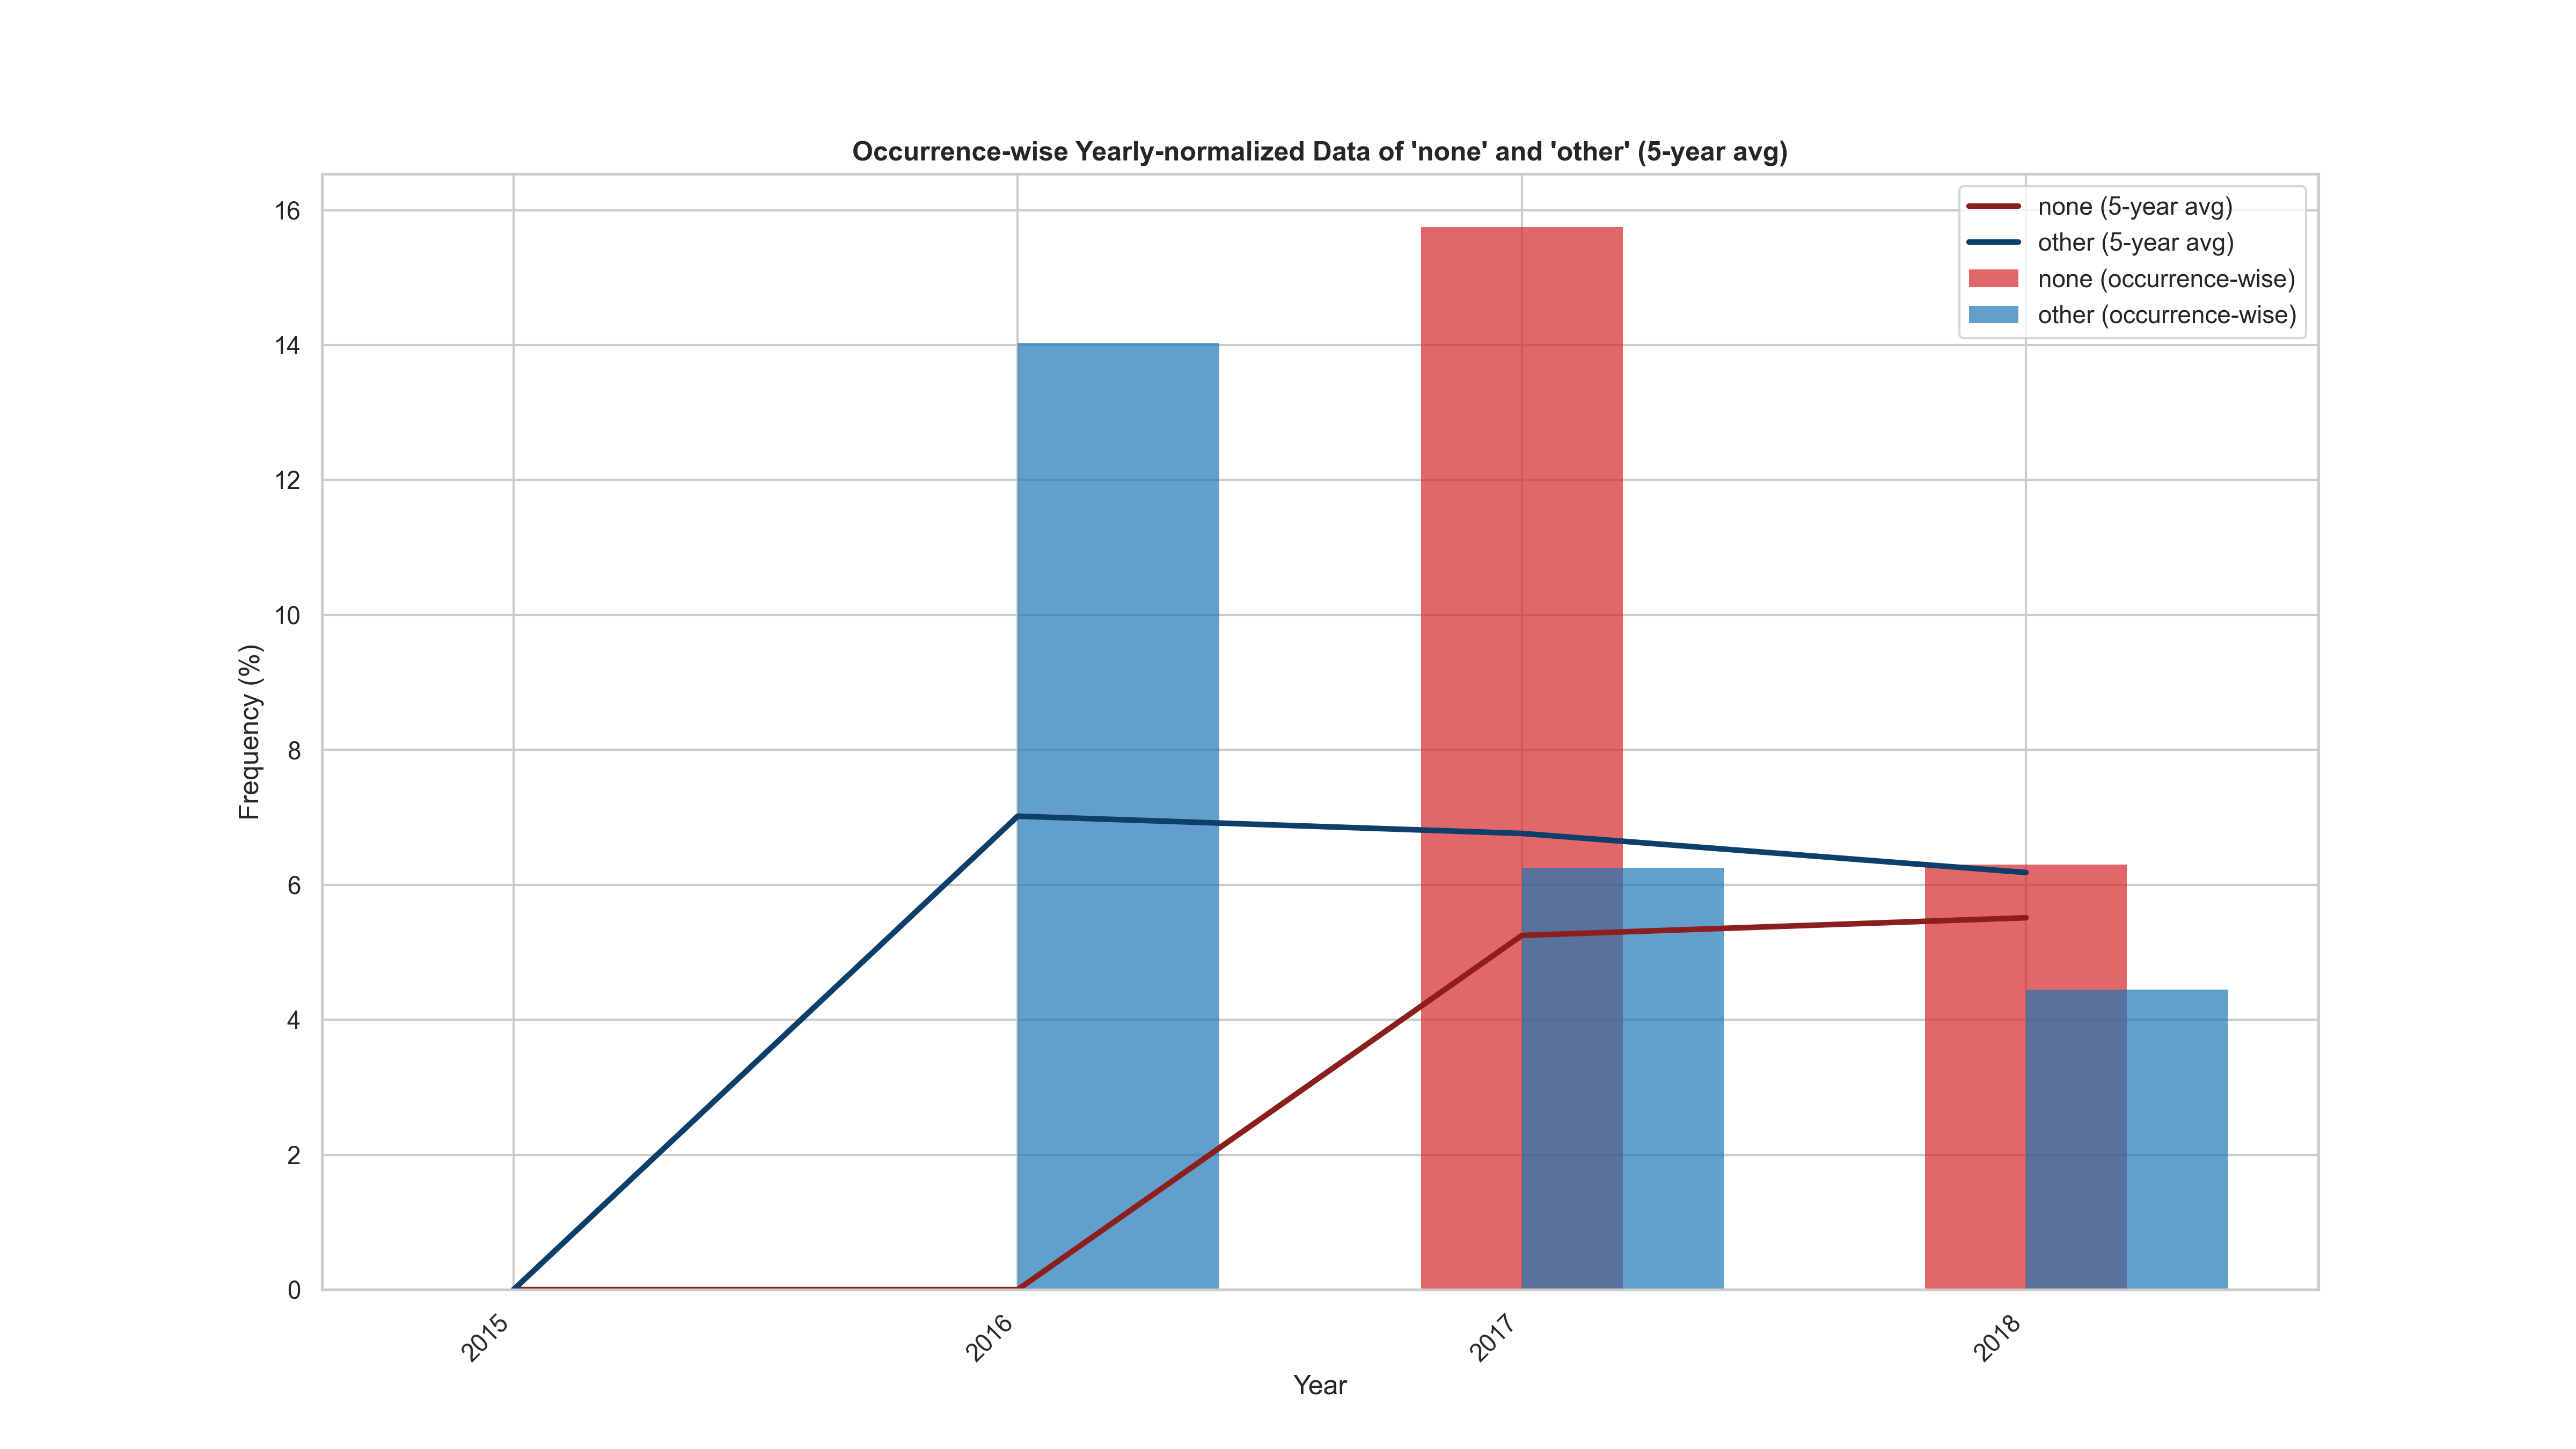 Occurrence-wise Yearly-normalized Data of 'none' and 'other' (5-year avg)
none (5-year avg)
other (5-year avg)
none (occurrence-wise)
other (occurrence-wise)
16
14
12
10
8
6
4
2
0
Frequency (%)
2015
2016
2017
2018
Year